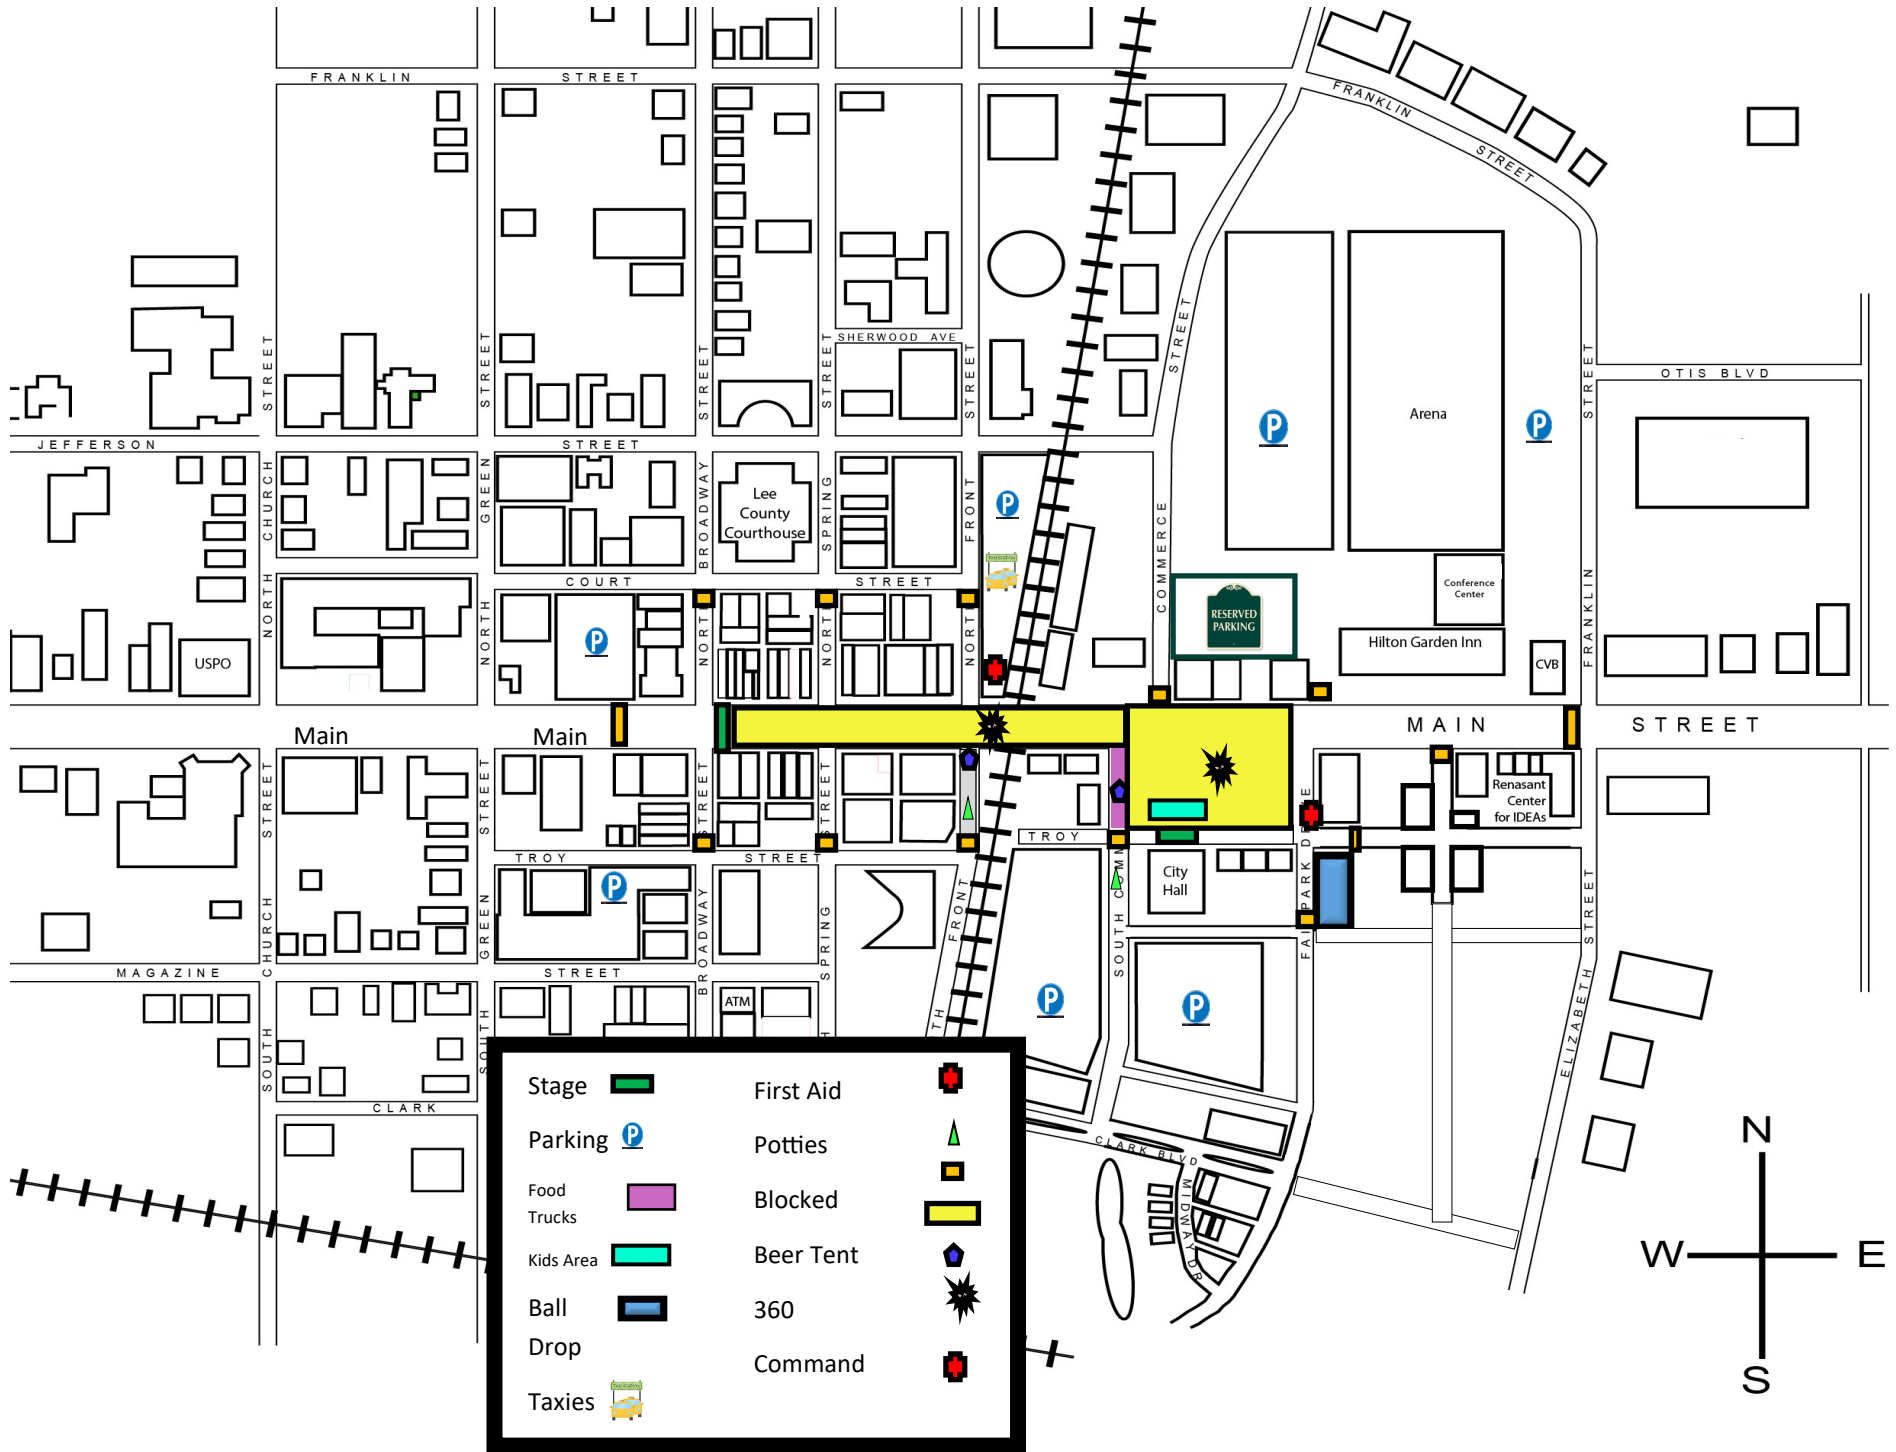 FRANKLIN STREET
FRANKLIN
STREET
SHERWOOD AVE
STREET
STREET
STREET
STREET
STREET
STREET
STREET
OTIS BLVD
Arena
P
P
JEFFERSON STREET
NORTH CHURCH
NORTH GREEN
NORTH BROADWAY
Lee
County
Courthouse
NORTH SPRING
NORTH FRONT
P
COMMERCE
FRANKLIN
COURT STREET
Conference
Center
RESERVED
PARKING
P
USPO
Hilton Garden Inn
CVB
Main
Main
MAIN STREET
STREET
STREET
STREET
STREET
Renasant
Center
for IDEAs
TROY STREET
TROY
City
Hall
P
SOUTH CHURCH
GREEN
BROADWAY
SPRING
FRONT
SOUTH COMM
FAIRPARK
ELIZABETH STREET
MAGAZINE STREET
ATM
P
P
SOUTH
SOUTH
TH
CLARK
CLARK BLVD
MIDWAY DR
Stage
First Aid
Parking P
Potties
Food
Trucks
Blocked
Kids Area
Beer Tent
Ball
Drop
360
Command
Taxies
N
W E
S